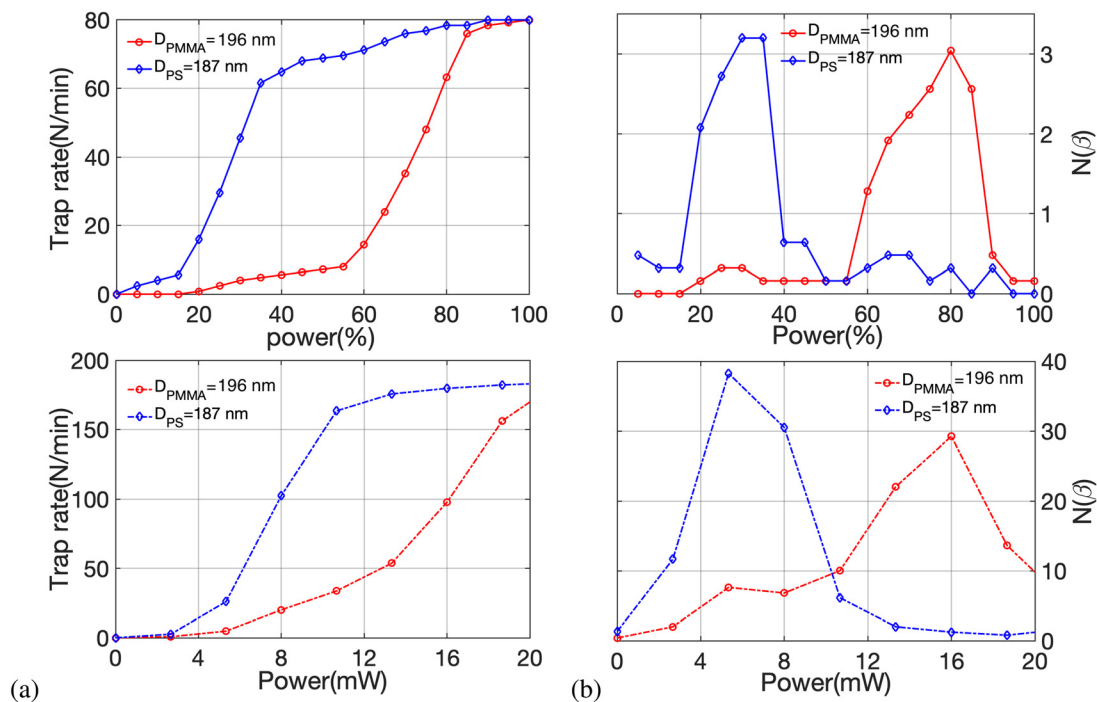 80
60
40
20
0
Trap rate(N/min)
D_PMMA=196 nm
D_PS=187 nm
0 20 40 60 80 100
power(%)
D_PMMA=196 nm
D_PS=187 nm
3
2
1
0
N(β)
0 20 40 60 80 100
Power(%)
200
150
100
50
0
Trap rate(N/min)
D_PMMA=196 nm
D_PS=187 nm
0 4 8 12 16 20
Power(mW)
(a)
D_PMMA=196 nm
D_PS=187 nm
40
30
20
10
0
N(β)
0 4 8 12 16 20
Power(mW)
(b)